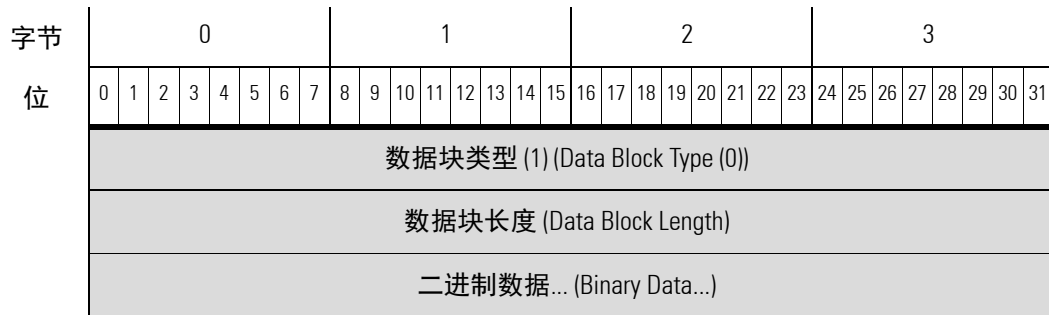 字节 0 1 2 3
位 0 1 2 3 4 5 6 7 8 9 10 11 12 13 14 15 16 17 18 19 20 21 22 23 24 25 26 27 28 29 30 31
数据块类型 (1) (Data Block Type (0))
数据块长度 (Data Block Length)
二进制数据... (Binary Data...)